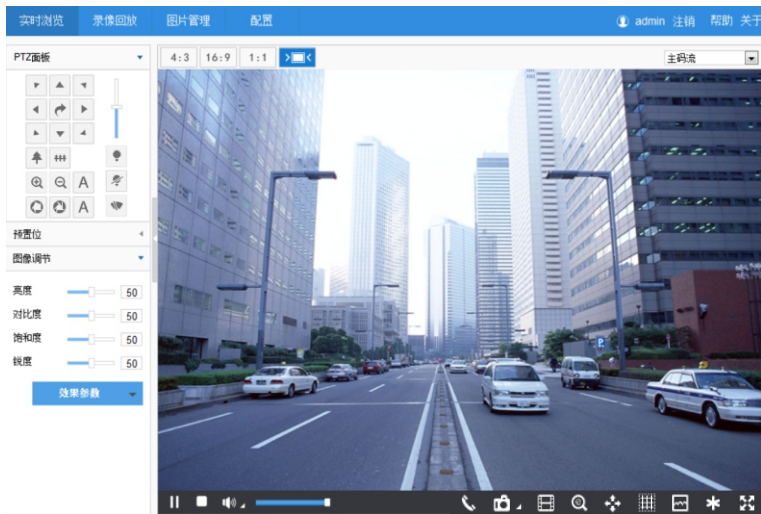 实时浏览 录像回放 图片管理 配置 admin 注销 帮助 关于
PTZ面板
4:3 16:9 1:1 主码流
A
A
预置位
图像调节
亮度 50
对比度 50
饱和度 50
锐度 50
效果参数
P